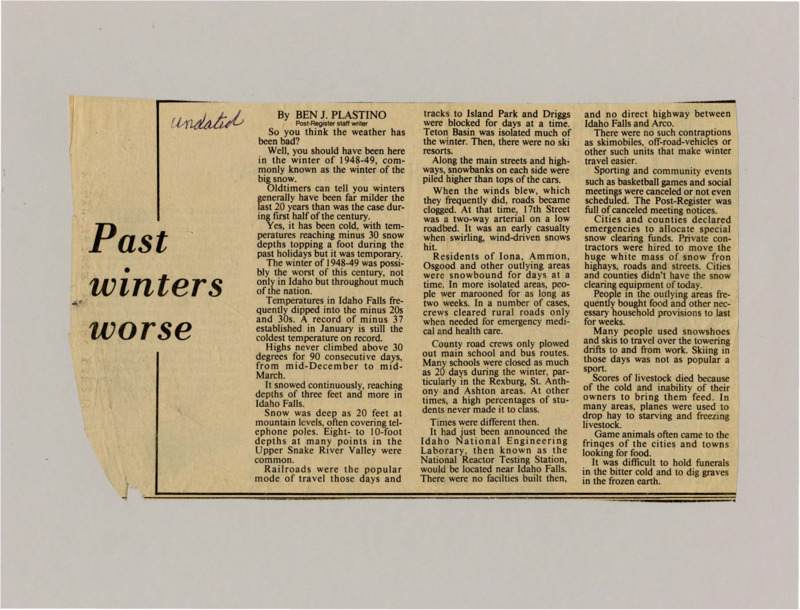 undated
Past
winters
worse
By BEN J. PLASTINO
Post-Register staff writer
So you think the weather has
been bad?
Well, you should have been here
in the winter of 1948-49, com-
monly known as the winter of the
big snow.
Oldtimers can tell you winters
generally have been far milder the
last 20 years than was the case dur-
ing first half of the century.
Yes, it has been cold, with tem-
peratures reaching minus 30 snow
depths topping a foot during the
past holidays but it was temporary.
The winter of 1948-49 was possi-
bly the worst of this century, not
only in Idaho but throughout much
of the nation.
Temperatures in Idaho Falls fre-
quently dipped into the minus 20s
and 30s. A record of minus 37
established in January is still the
coldest temperature on record.
Highs never climbed above 30
degrees for 90 consecutive days,
from mid-December to mid-
March.
It snowed continuously, reaching
depths of three feet and more in
Idaho Falls.
Snow was deep as 20 feet at
mountain levels, often covering tel-
ephone poles. Eight- to 10-foot
depths at many points in the
Upper Snake River Valley were
common.
Railroads were the popular
mode of travel those days and
tracks to Island Park and Driggs
were blocked for days at a time.
Teton Basin was isolated much of
the winter. Then, there were no ski
resorts.
Along the main streets and high-
ways, snowbanks on each side were
piled higher than tops of the cars.
When the winds blew, which
they frequently did, roads became
clogged. At that time, 17th Street
was a two-way arterial on a low
roadbed. It was an early casualty
when swirling, wind-driven snows
hit.
Residents of Iona, Ammon,
Osgood and other outlying areas
were snowbound for days at a
time. In more isolated areas, peo-
ple wer marooned for as long as
two weeks. In a number of cases,
crews cleared rural roads only
when needed for emergency medi-
cal and health care.
County road crews only plowed
out main school and bus routes.
Many schools were closed as much
as 20 days during the winter, par-
ticularly in the Rexburg, St. Anth-
ony and Ashton areas. At other
times, a high percentages of stu-
dents never made it to class.
Times were different then.
It had just been announced the
Idaho National Engineering
Laborary, then known as the
National Reactor Testing Station,
would be located near Idaho Falls.
There were no facilties built then,
and no direct highway between
Idaho Falls and Arco.
There were no such contraptions
as skimobiles, off-road-vehicles or
other such units that make winter
travel easier.
Sporting and community events
such as basketball games and social
meetings were canceled or not even
scheduled. The Post-Register was
full of canceled meeting notices.
Cities and counties declared
emergencies to allocate special
snow clearing funds. Private con-
tractors were hired to move the
huge white mass of snow fron
highays, roads and streets. Cities
and counties didn't have the snow
clearing equipment of today.
People in the outlying areas fre-
quently bought food and other nec-
essary household provisions to last
for weeks.
Many people used snowshoes
and skis to travel over the towering
drifts to and from work. Skiing in
those days was not as popular a
sport.
Scores of livestock died because
of the cold and inability of their
owners to bring them feed. In
many areas, planes were used to
drop hay to starving and freezing
livestock.
Game animals often came to the
fringes of the cities and towns
looking for food.
It was difficult to hold funerals
in the bitter cold and to dig graves
in the frozen earth.